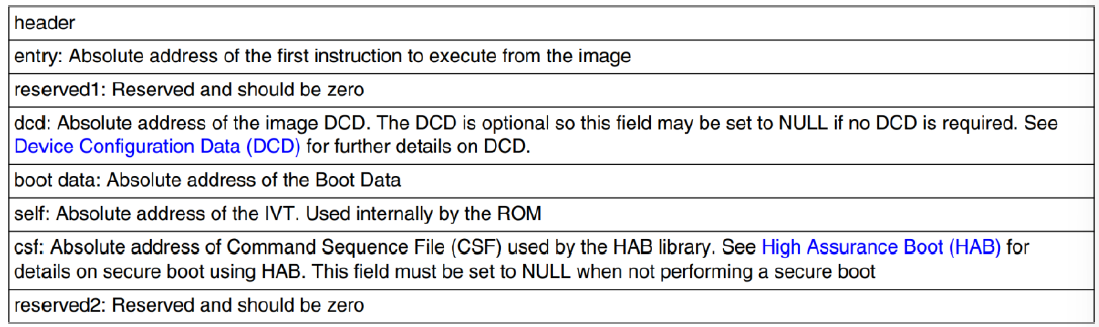 header
entry: Absolute address of the first instruction to execute from the image
reserved1: Reserved and should be zero
dcd: Absolute address of the image DCD. The DCD is optional so this field may be set to NULL if no DCD is required. See
Device Configuration Data (DCD) for further details on DCD.
boot data: Absolute address of the Boot Data
self: Absolute address of the IVT. Used internally by the ROM
csf: Absolute address of Command Sequence File (CSF) used by the HAB library. See High Assurance Boot (HAB) for
details on secure boot using HAB. This field must be set to NULL when not performing a secure boot
reserved2: Reserved and should be zero